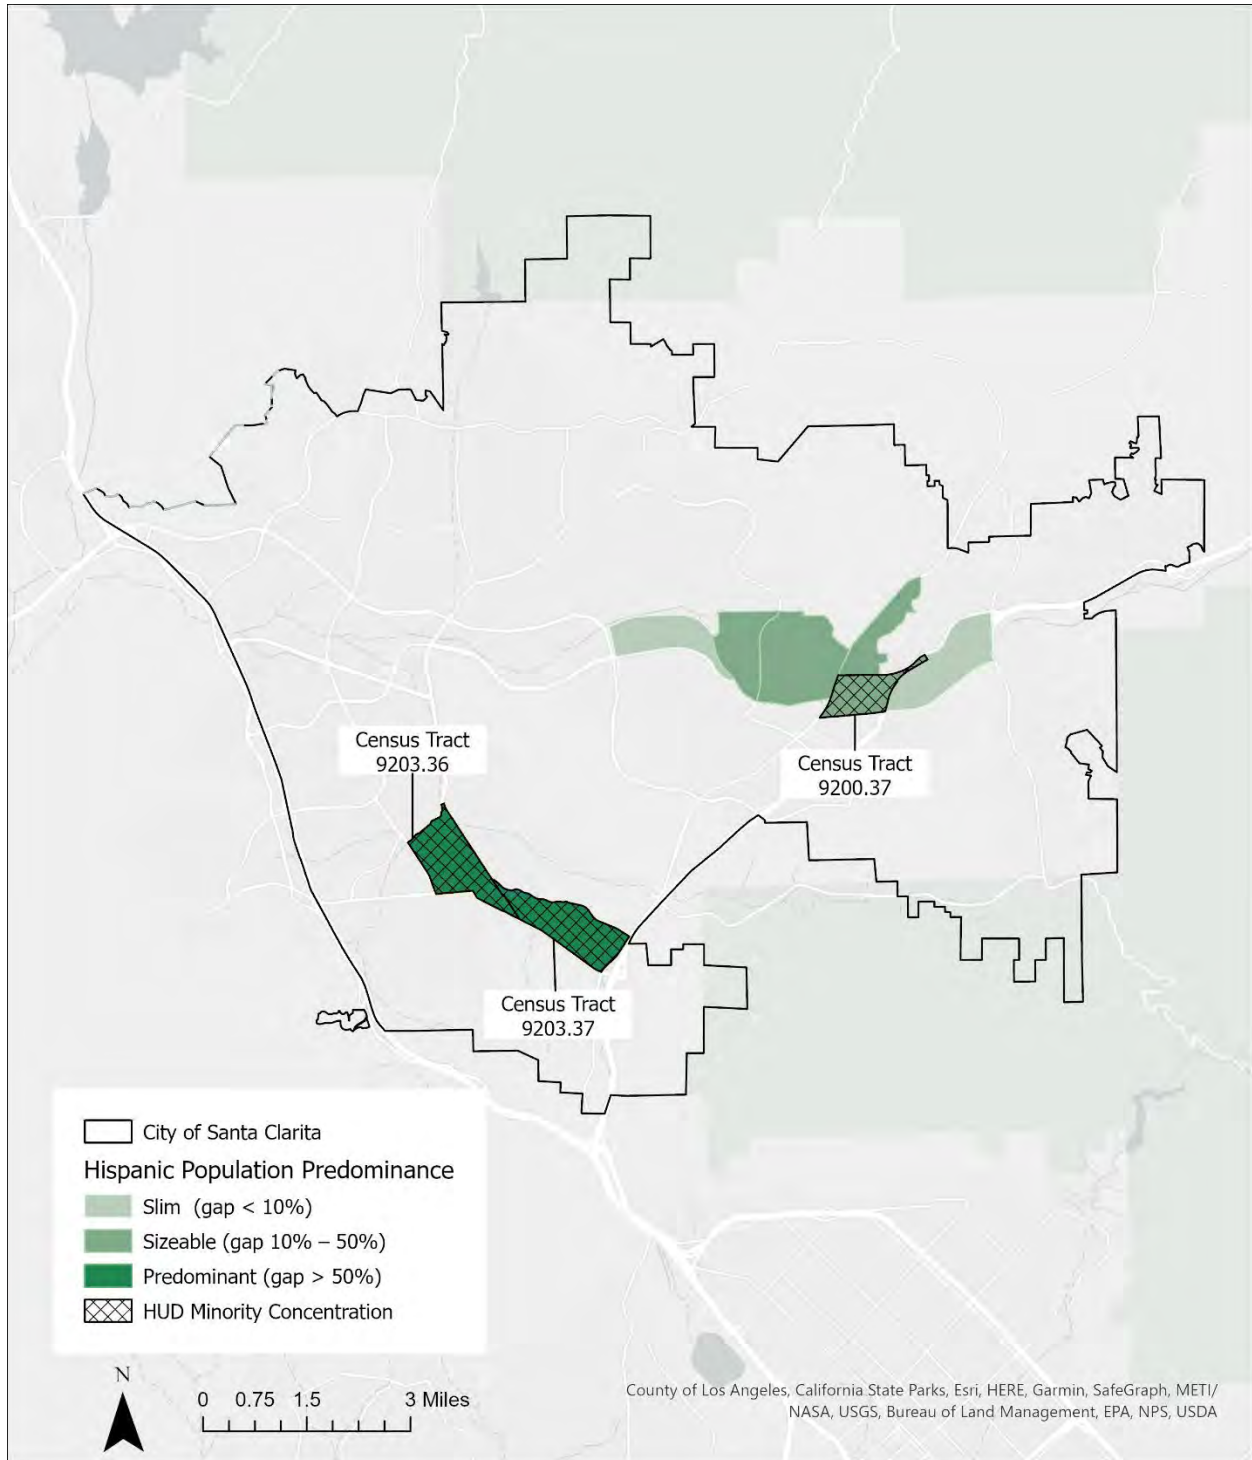 Census Tract
9203.36
Census Tract
9200.37
Census Tract
9203.37
City of Santa Clarita
Hispanic Population Predominance
Slim (gap < 10%)
Sizeable (gap 10% – 50%)
Predominant (gap > 50%)
HUD Minority Concentration
N
0 0.75 1.5 3 Miles
County of Los Angeles, California State Parks, Esri, HERE, Garmin, SafeGraph, METI/
NASA, USGS, Bureau of Land Management, EPA, NPS, USDA